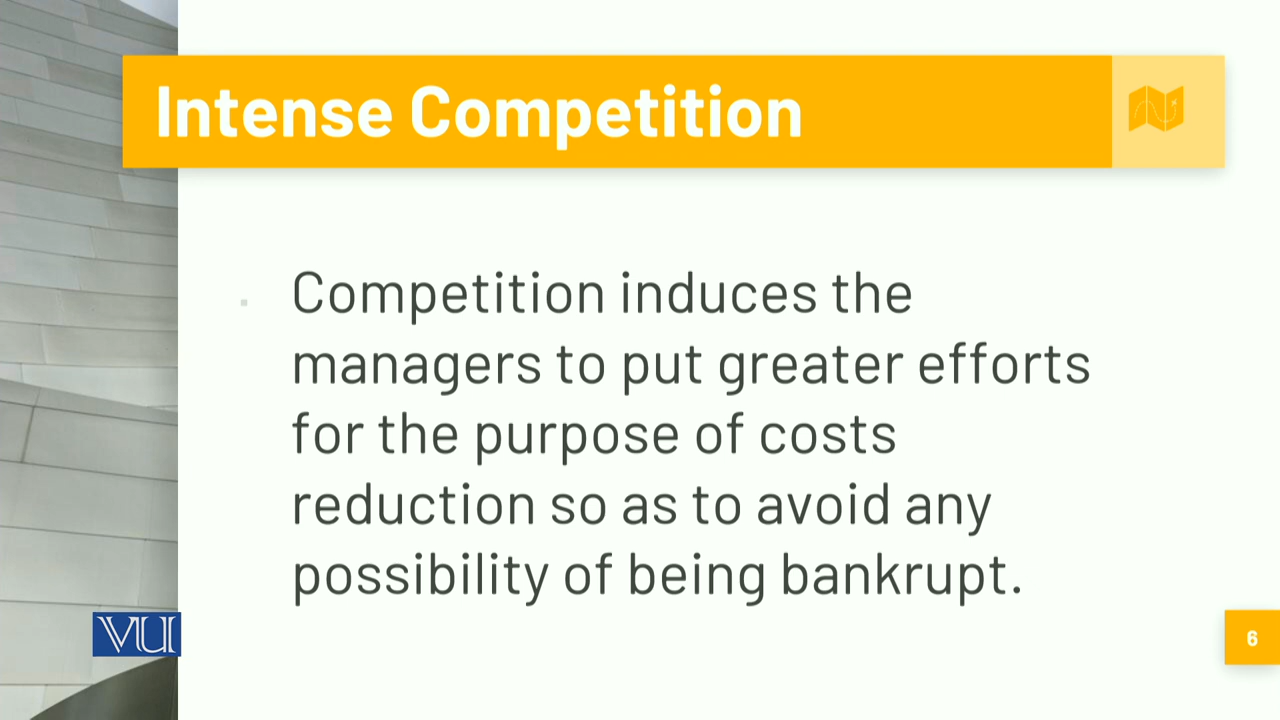 Intense Competition
Competition induces the
managers to put greater efforts
for the purpose of costs
reduction so as to avoid any
possibility of being bankrupt.
VU
6